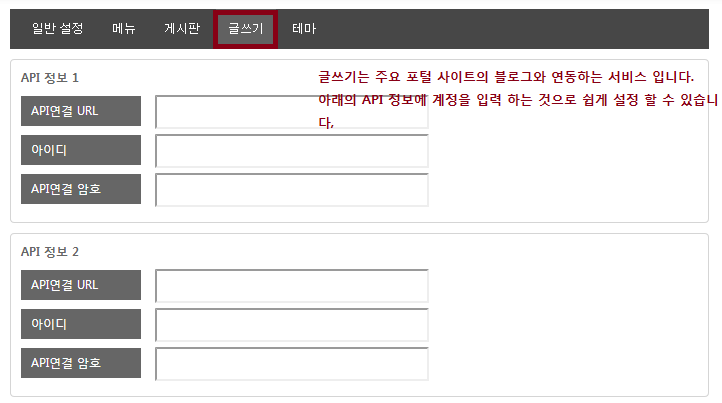 일반 설정 메뉴 게시판 글쓰기 테마
API 정보 1
글쓰기는 주요 포털 사이트의 블로그와 연동하는 서비스 입니다.
아래의 API 정보에 계정을 입력 하는 것으로 쉽게 설정 할 수 있습니
다,
API연결 URL
아이디
API연결 암호
API 정보 2
API연결 URL
아이디
API연결 암호